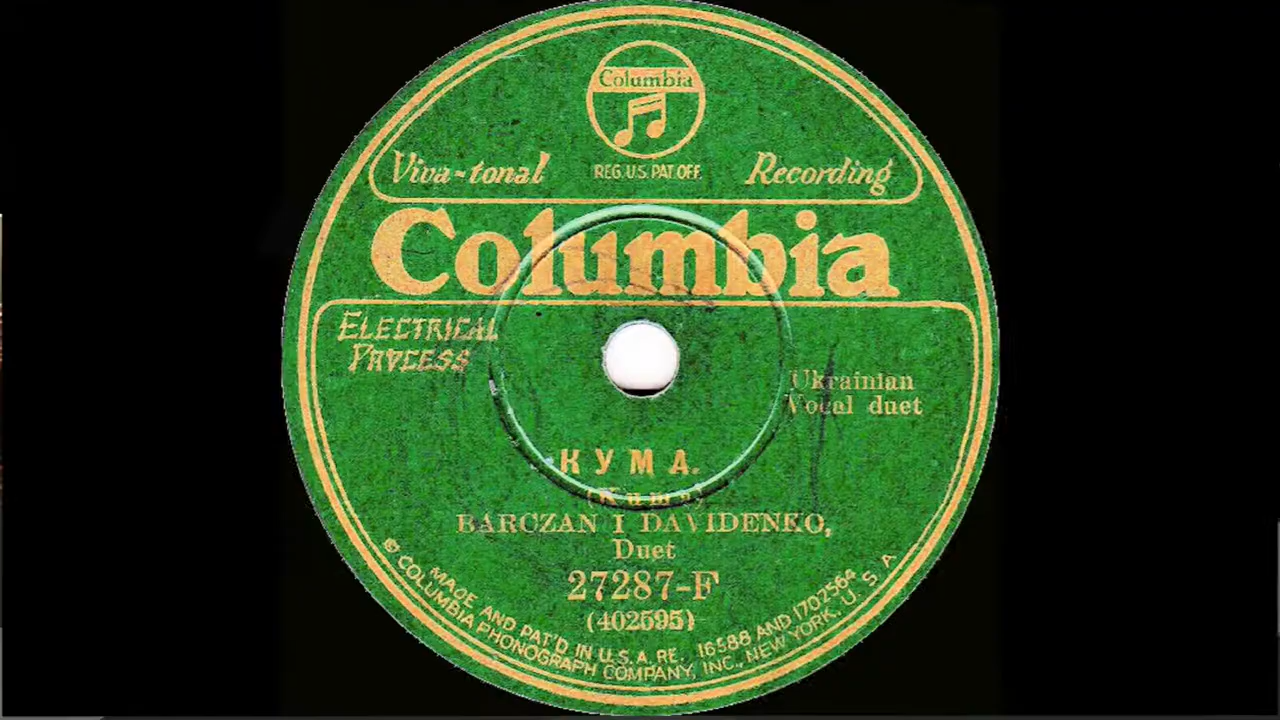 Columbia
REG. U.S. PAT. OFF.
Viva-tonal Recording
Columbia
ELECTRICAL
PROCESS
Ukrainian
Vocal duet
КУМА.
(Kuma)
BARCZAN I DAVIDENKO,
Duet
27287-F
(402595)
MADE AND PAT'D IN U.S.A. RE. 16588 AND 1702564
© COLUMBIA PHONOGRAPH COMPANY, INC., NEW YORK, U. S. A